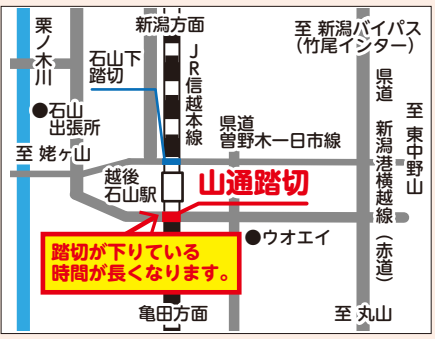 新潟方面
至 新潟バイパス
(竹尾インター)
栗ノ木川
石山下
踏切
JR信越本線
県道 新潟港横越線(赤道)
至 東中野山
●石山
出張所
県道
曽野木一日市線
至 姥ヶ山
越後
石山駅
山通踏切
●ウオエイ
踏切が下りている
時間が長くなります。
亀田方面
至 丸山